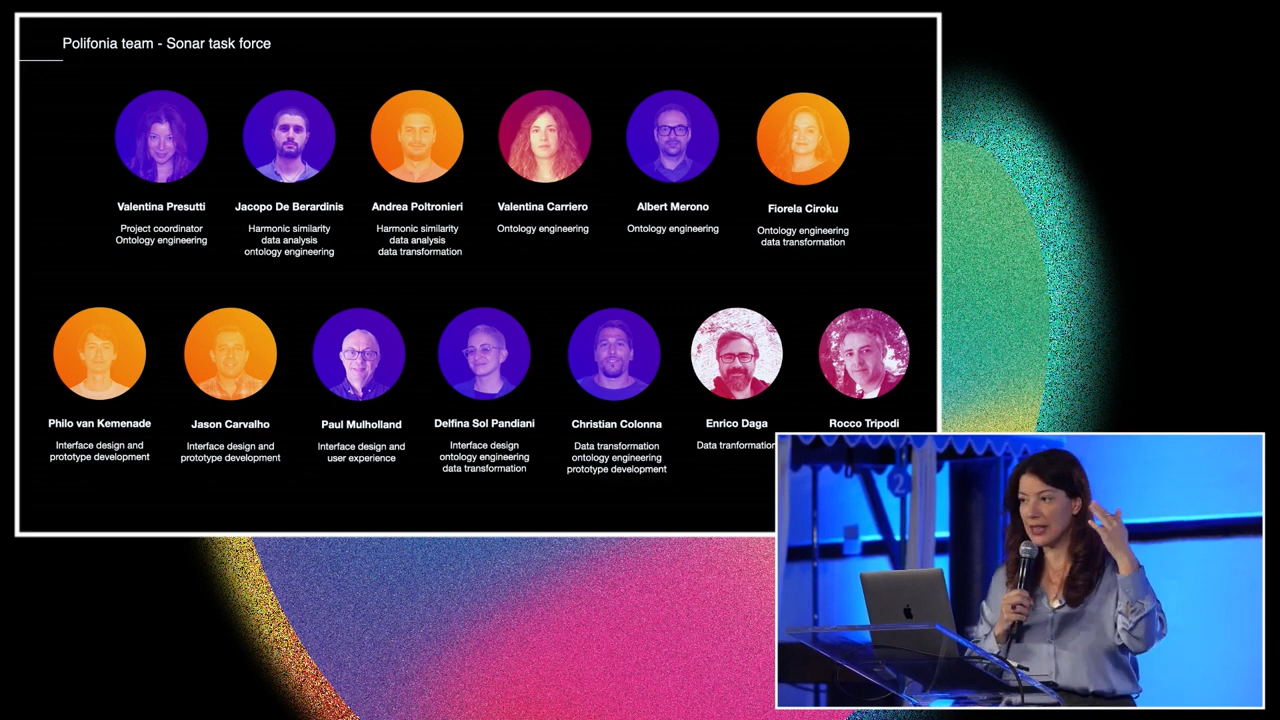 Polifonia team - Sonar task force
Valentina Presutti
Project coordinator
Ontology engineering
Jacopo De Berardinis
Harmonic similarity
data analysis
ontology engineering
Andrea Poltronieri
Harmonic similarity
data analysis
data transformation
Valentina Carriero
Ontology engineering
Albert Merono
Ontology engineering
Fiorela Ciroku
Ontology engineering
data transformation
Philo van Kemenade
Interface design and
prototype development
Jason Carvalho
Interface design and
prototype development
Paul Mulholland
Interface design and
user experience
Delfina Sol Pandiani
Interface design
ontology engineering
data transformation
Christian Colonna
Data transformation
ontology engineering
prototype development
Enrico Daga
Data tranformation
Rocco Tripodi
2